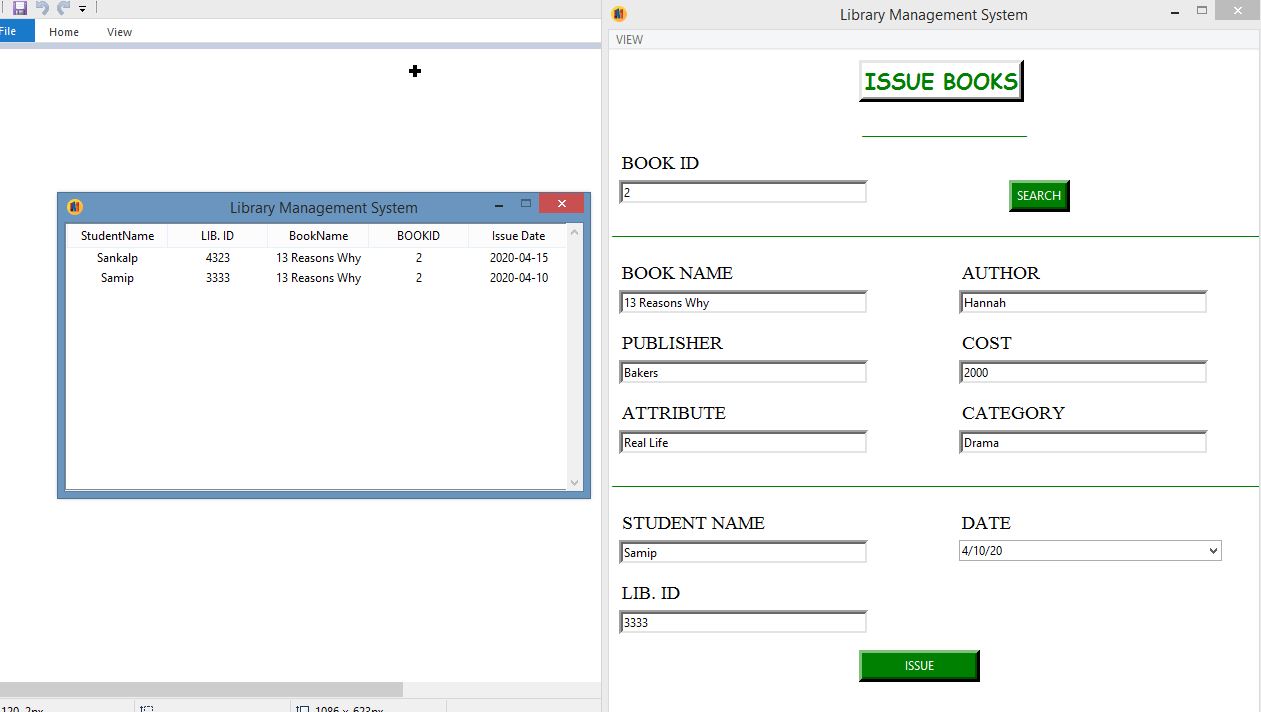 File Home View
120, 2px
1086 × 623px
Library Management System
StudentName LIB. ID BookName BOOKID Issue Date
Sankalp 4323 13 Reasons Why 2 2020-04-15
Samip 3333 13 Reasons Why 2 2020-04-10
Library Management System
VIEW
ISSUE BOOKS
BOOK ID
2
SEARCH
BOOK NAME AUTHOR
13 Reasons Why Hannah
PUBLISHER COST
Bakers 2000
ATTRIBUTE CATEGORY
Real Life Drama
STUDENT NAME DATE
Samip 4/10/20
LIB. ID
3333
ISSUE